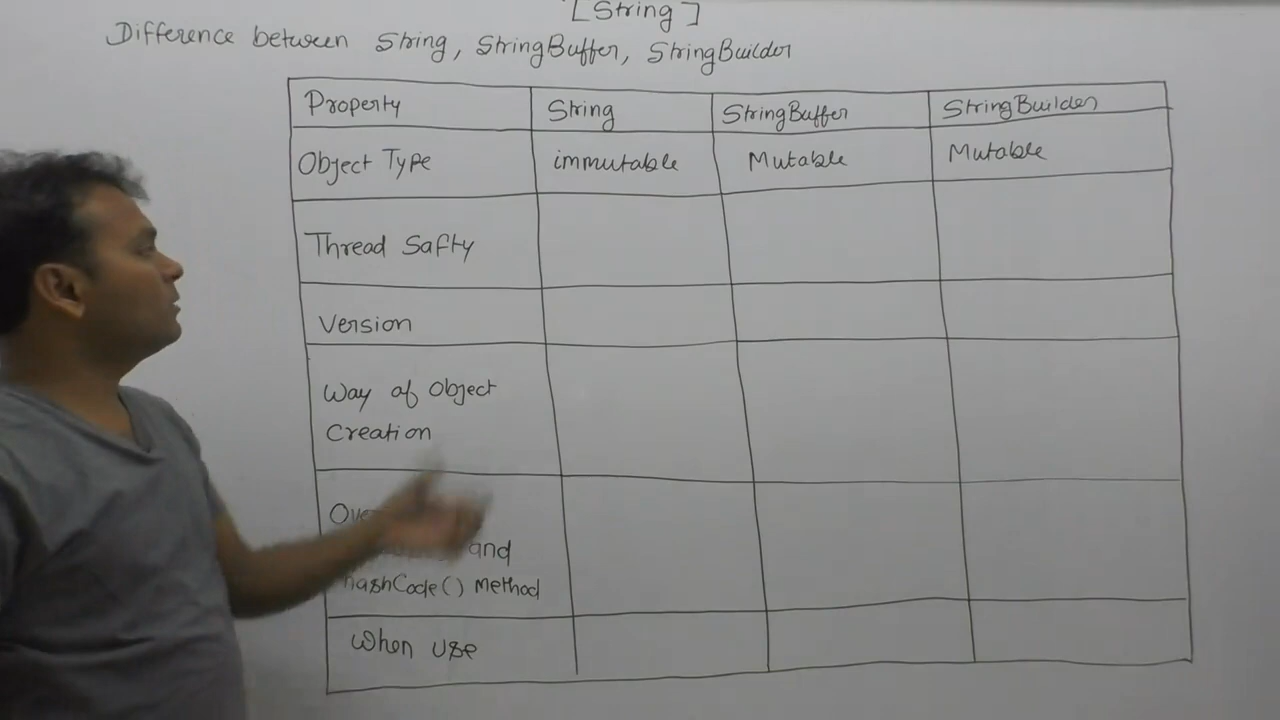 [String]
Difference between String, StringBuffer, StringBuilder
Property String StringBuffer StringBuilder
Object Type immutable Mutable Mutable
Thread Safty
Version
Way of Object
Creation
and
hashCode() Method
When Use